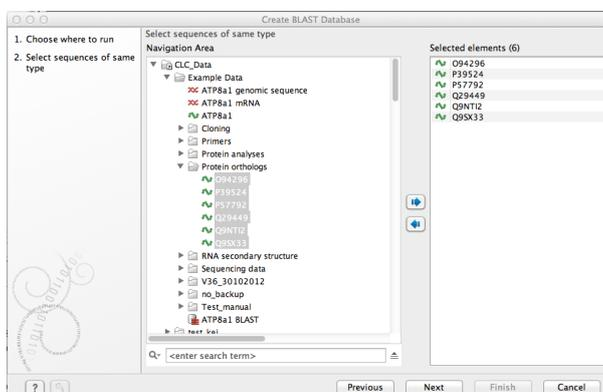 Create BLAST Database
1. Choose where to run
2. Select sequences of same
type
Select sequences of same type
Navigation Area
CLC_Data
Example Data
ATP8a1 genomic sequence
ATP8a1 mRNA
ATP8a1
Cloning
Primers
Protein analyses
Protein orthologs
O94296
P39524
P57792
Q29449
Q9NTI2
Q9SX33
RNA secondary structure
Sequencing data
V36_30102012
no_backup
Test_manual
ATP8a1 BLAST
test kei
<enter search term>
Selected elements (6)
O94296
P39524
P57792
Q29449
Q9NTI2
Q9SX33
?
Previous
Next
Finish
Cancel